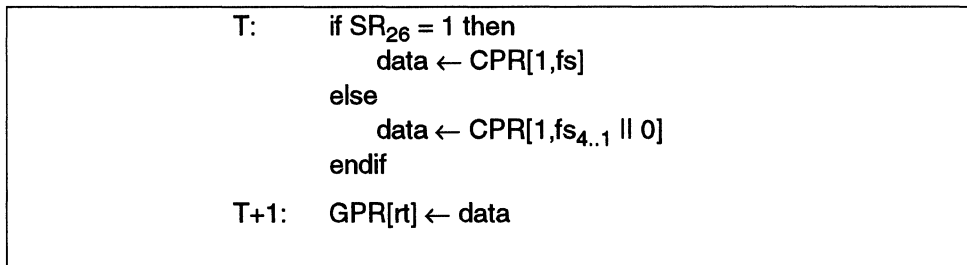 T: if SR26 = 1 then
data ← CPR[1,fs]
else
data ← CPR[1,fs4..1 || 0]
endif
T+1: GPR[rt] ← data